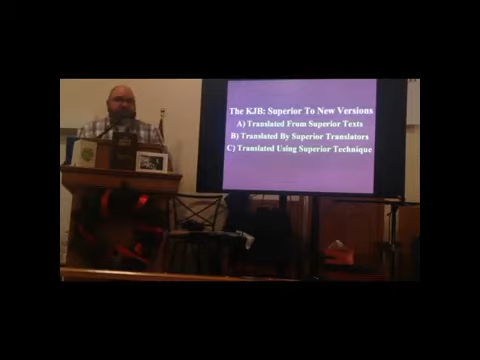 The KJB: Superior To New Versions
A) Translated From Superior Texts
B) Translated By Superior Translators
C) Translated Using Superior Technique